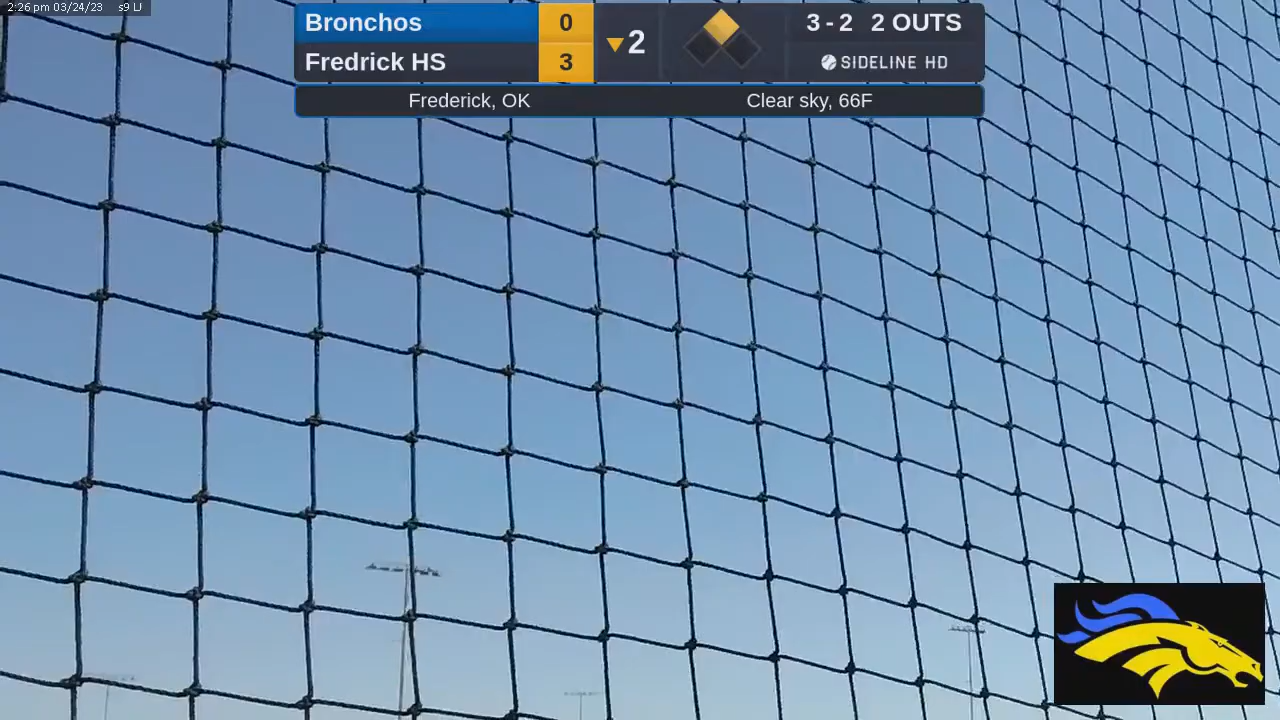 2:26 pm 03/24/23 s9 U
Bronchos 0
Fredrick HS 3
2
3 - 2 2 OUTS
SIDELINE HD
Frederick, OK
Clear sky, 66F